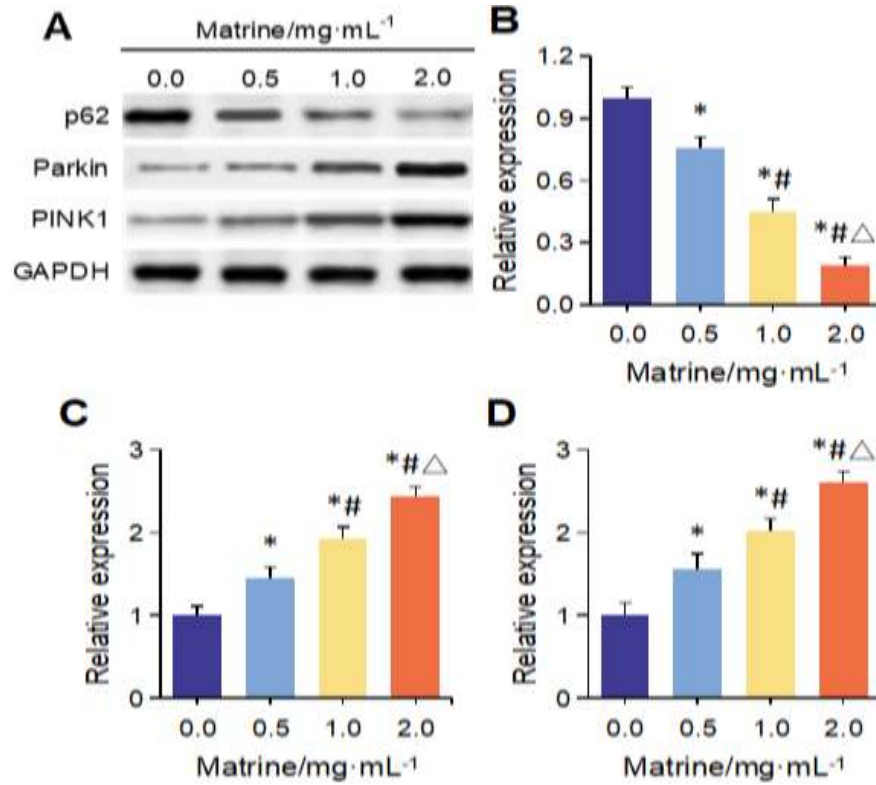 A
Matrine/mg·mL⁻¹
0.0 0.5 1.0 2.0
p62
Parkin
PINK1
GAPDH
B
Relative expression
1.2
0.9
0.6
0.3
0.0
*
*#
*#△
0.0 0.5 1.0 2.0
Matrine/mg·mL⁻¹
C
Relative expression
3
2
1
0
*
*#
*#△
0.0 0.5 1.0 2.0
Matrine/mg·mL⁻¹
D
Relative expression
3
2
1
0
*
*#
*#△
0.0 0.5 1.0 2.0
Matrine/mg·mL⁻¹